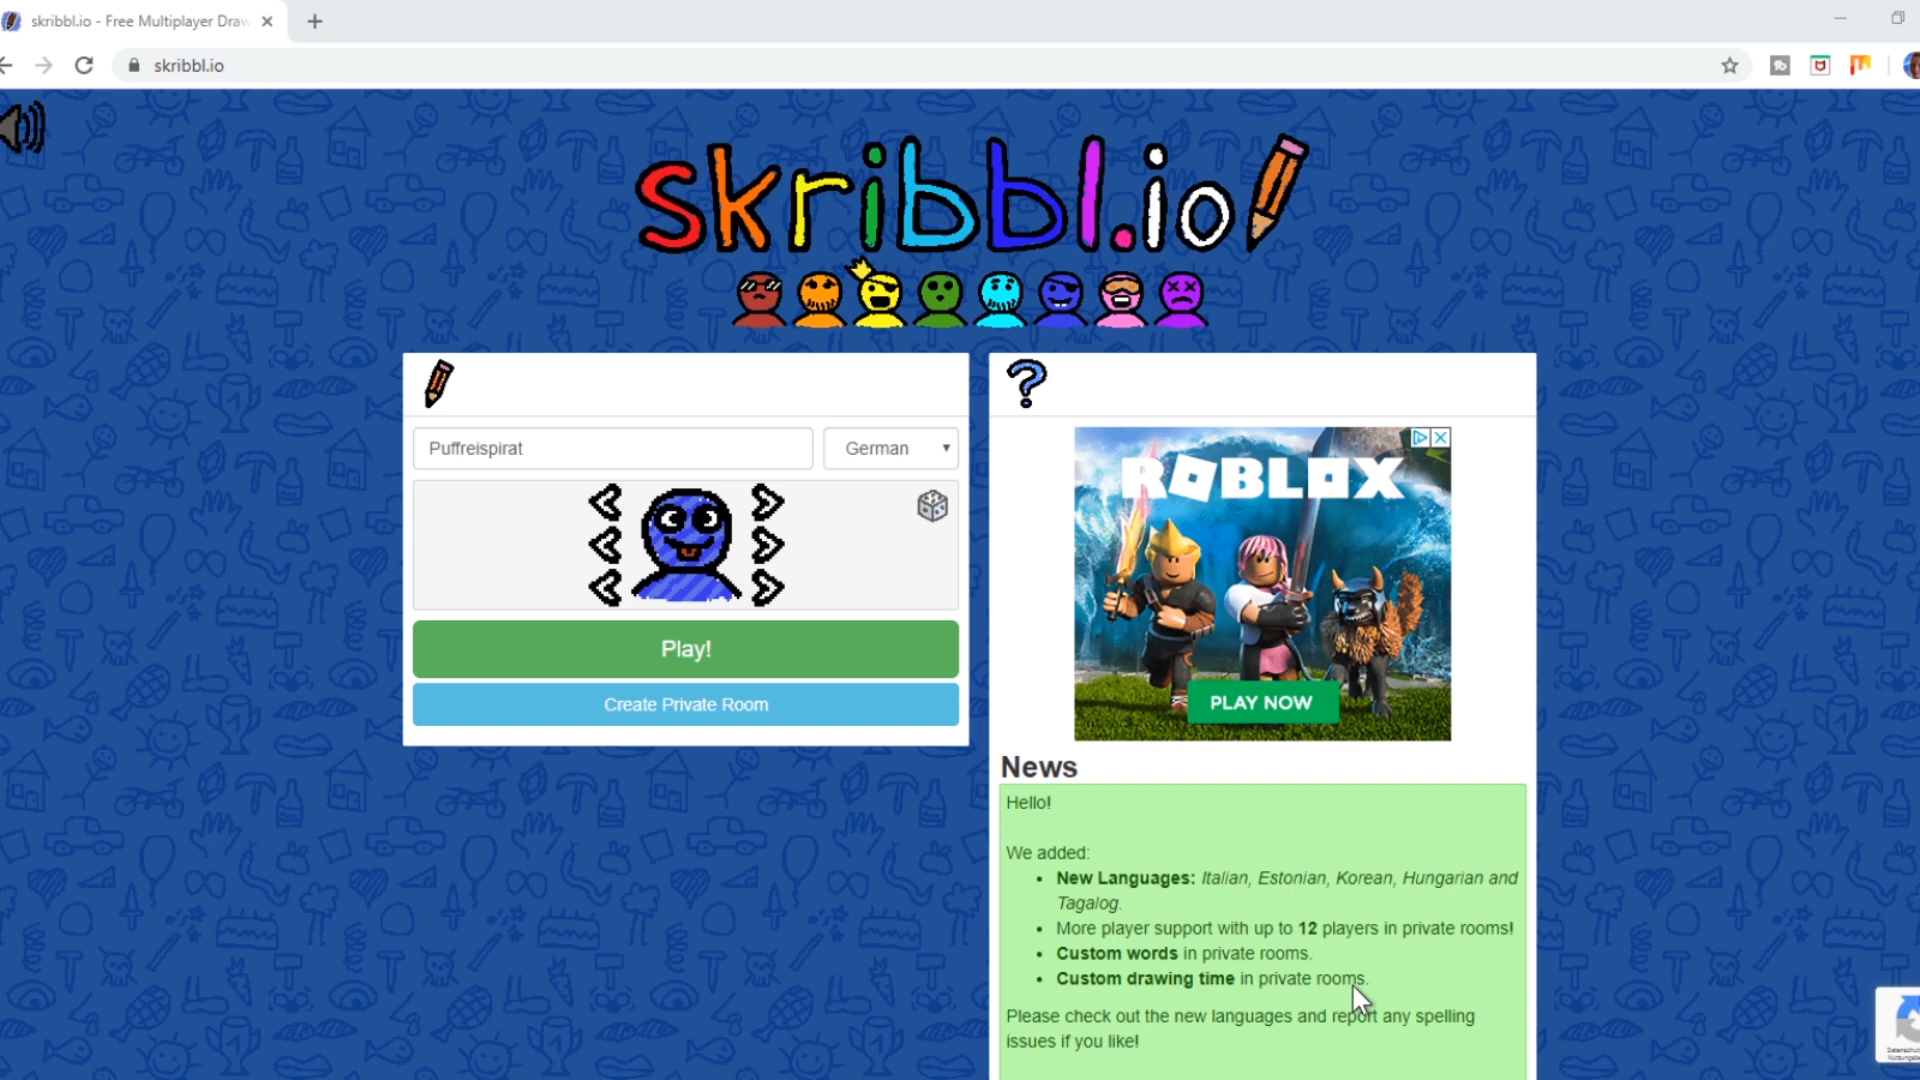 skribbl.io - Free Multiplayer Draw
skribbl.io
skribbl.io
Puffreispirat
German
Play!
Create Private Room
ROBLOX
PLAY NOW
News
Hello!
We added:
New Languages: Italian, Estonian, Korean, Hungarian and
Tagalog.
More player support with up to 12 players in private rooms!
Custom words in private rooms.
Custom drawing time in private rooms.
Please check out the new languages and report any spelling
issues if you like!